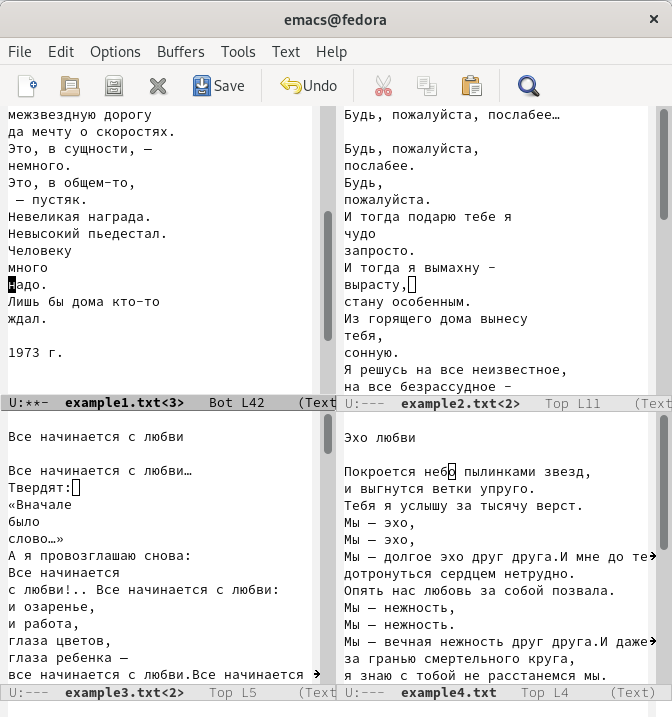 emacs@fedora
File Edit Options Buffers Tools Text Help
Save Undo
межзвездную дорогу
да мечту о скоростях.
Это, в сущности, —
немного.
Это, в общем-то,
— пустяк.
Невеликая награда.
Невысокий пьедестал.
Человеку
много
надо.
Лишь бы дома кто-то
ждал.
1973 г.
U:**- example1.txt<3> Bot L42 (Text
Будь, пожалуйста, послабее…
Будь, пожалуйста,
послабее.
Будь,
пожалуйста.
И тогда подарю тебе я
чудо
запросто.
И тогда я вымахну –
вырасту,
стану особенным.
Из горящего дома вынесу
тебя,
сонную.
Я решусь на все неизвестное,
на все безрассудное –
U:--- example2.txt<2> Top L11 (Text
Все начинается с любви
Все начинается с любви…
Твердят:
«Вначале
было
слово…»
А я провозглашаю снова:
Все начинается
с любви!.. Все начинается с любви:
и озаренье,
и работа,
глаза цветов,
глаза ребенка —
все начинается с любви.Все начинается
U:--- example3.txt<2> Top L5 (Text
Эхо любви
Покроется небо пылинками звезд,
и выгнутся ветки упруго.
Тебя я услышу за тысячу верст.
Мы — эхо,
Мы — эхо,
Мы — долгое эхо друг друга.И мне до те
дотронуться сердцем нетрудно.
Опять нас любовь за собой позвала.
Мы — нежность,
Мы — нежность.
Мы — вечная нежность друг друга.И даже
за гранью смертельного круга,
я знаю с тобой не расстанемся мы.
U:--- example4.txt Top L4 (Text